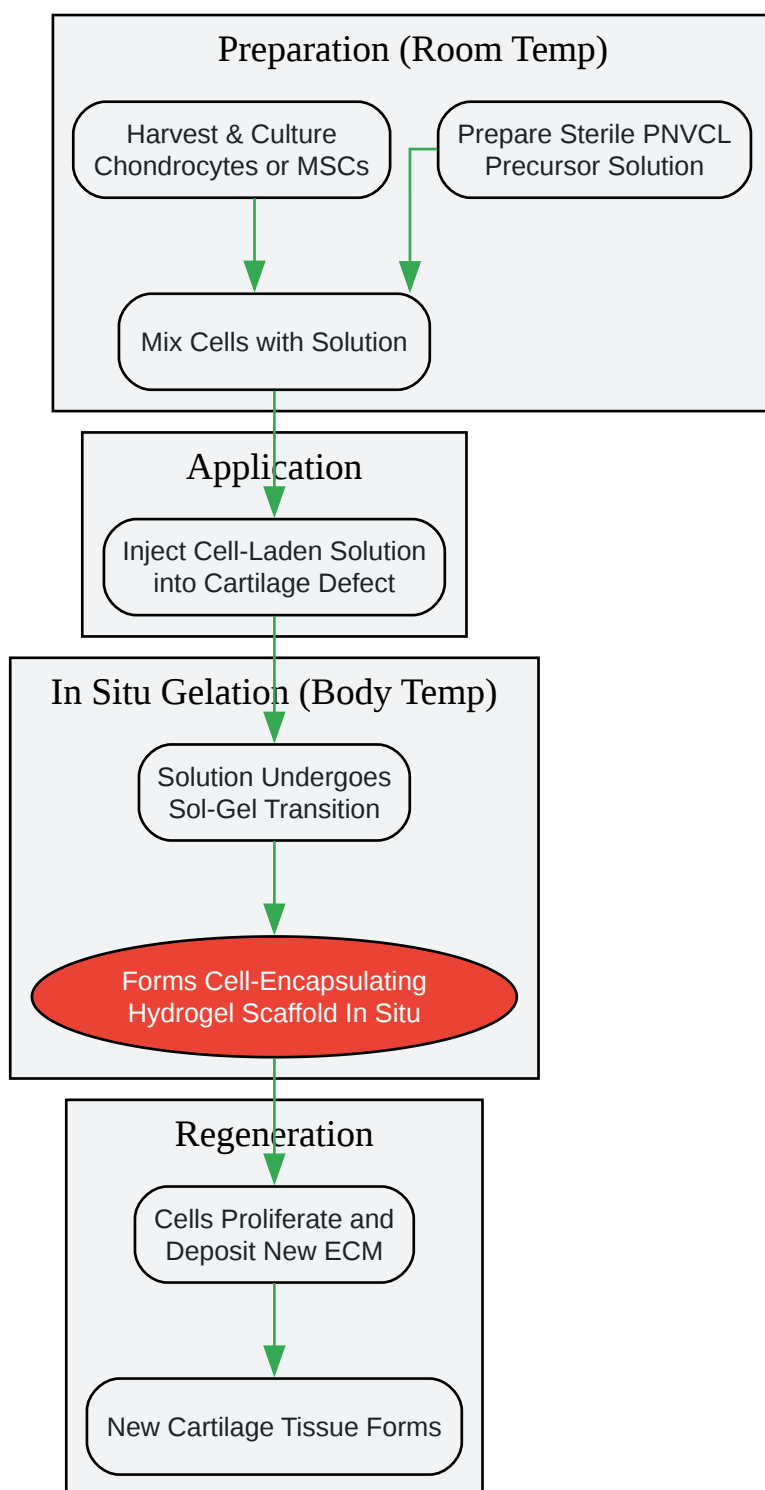 Preparation (Room Temp)
Harvest & Culture
Chondrocytes or MSCs
Prepare Sterile PNVCL
Precursor Solution
Mix Cells with Solution
Application
Inject Cell-Laden Solution
into Cartilage Defect
In Situ Gelation (Body Temp)
Solution Undergoes
Sol-Gel Transition
Forms Cell-Encapsulating
Hydrogel Scaffold In Situ
Regeneration
Cells Proliferate and
Deposit New ECM
New Cartilage Tissue Forms